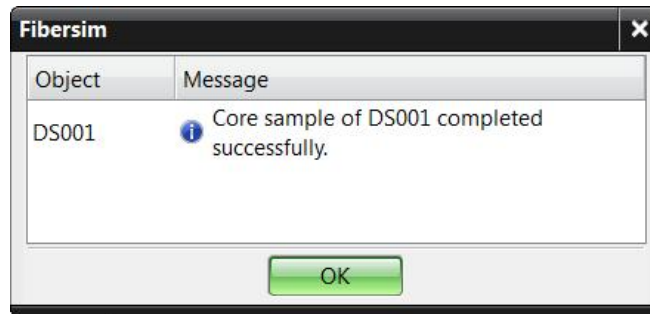 Fibersim
Object Message
DS001
Core sample of DS001 completed
successfully.
OK